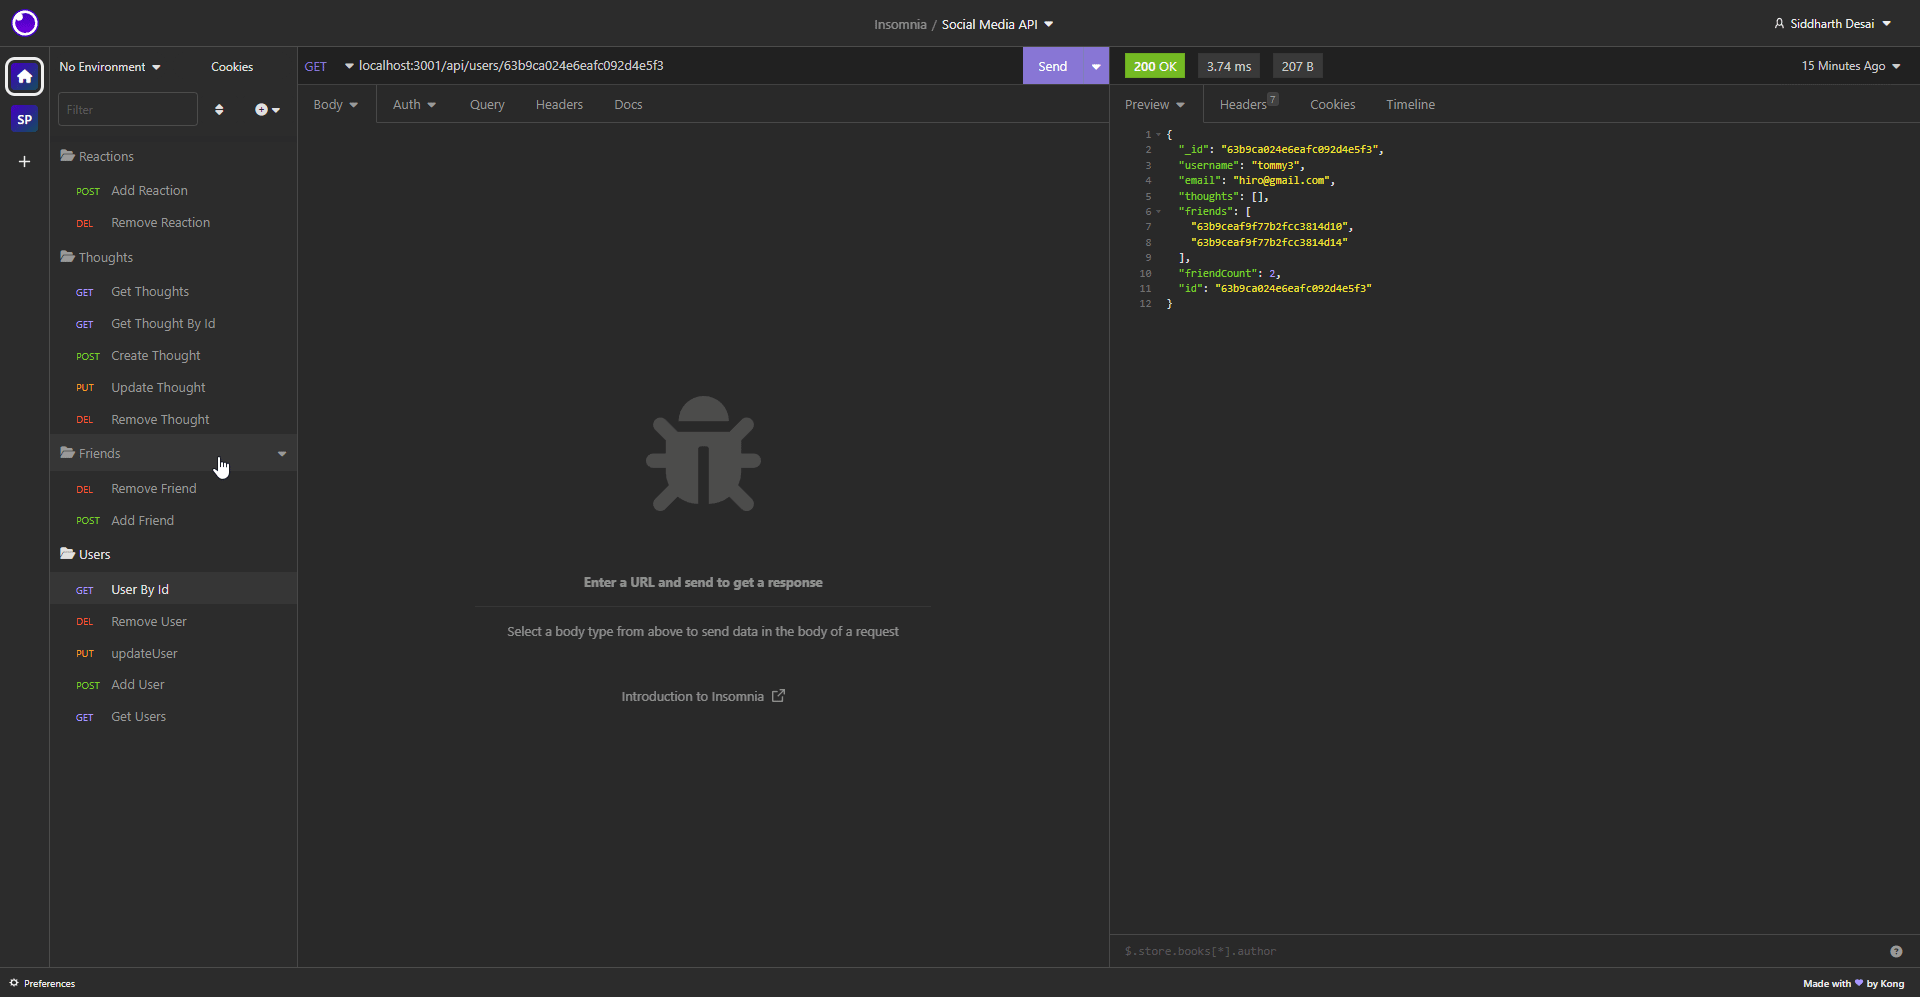 Insomnia / Social Media API
Siddharth Desai
No Environment
Cookies
GET
localhost:3001/api/users/63b9ca024e6eafc092d4e5f3
Send
200 OK
3.74 ms
207 B
15 Minutes Ago
Filter
SP
Body
Auth
Query
Headers
Docs
Preview
Headers 7
Cookies
Timeline
Reactions
POST Add Reaction
DEL Remove Reaction
Thoughts
GET Get Thoughts
GET Get Thought By Id
POST Create Thought
PUT Update Thought
DEL Remove Thought
Friends
DEL Remove Friend
POST Add Friend
Users
GET User By Id
DEL Remove User
PUT updateUser
POST Add User
GET Get Users
Enter a URL and send to get a response
Select a body type from above to send data in the body of a request
Introduction to Insomnia
1 {
2 "_id": "63b9ca024e6eafc092d4e5f3",
3 "username": "tommy3",
4 "email": "hiro@gmail.com",
5 "thoughts": [],
6 "friends": [
7 "63b9ceaf9f77b2fcc3814d10",
8 "63b9ceaf9f77b2fcc3814d14"
9 ],
10 "friendCount": 2,
11 "id": "63b9ca024e6eafc092d4e5f3"
12 }
$.store.books[*].author
?
Preferences
Made with 💜 by Kong